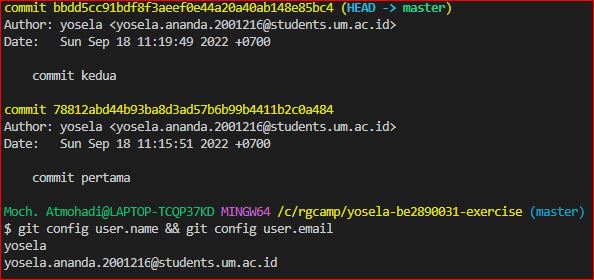 commit bbdd5cc91bdf8f3aeef0e44a20a40ab148e85bc4 (HEAD -> master)
Author: yosela <yosela.ananda.2001216@students.um.ac.id>
Date:   Sun Sep 18 11:19:49 2022 +0700
commit kedua
commit 78812abd44b93ba8d3ad57b6b99b4411b2c0a484
Author: yosela <yosela.ananda.2001216@students.um.ac.id>
Date:   Sun Sep 18 11:15:51 2022 +0700
commit pertama
Moch. Atmohadi@LAPTOP-TCQP37KD MINGW64 /c/rgcamp/yosela-be2890031-exercise (master)
$ git config user.name && git config user.email
yosela
yosela.ananda.2001216@students.um.ac.id